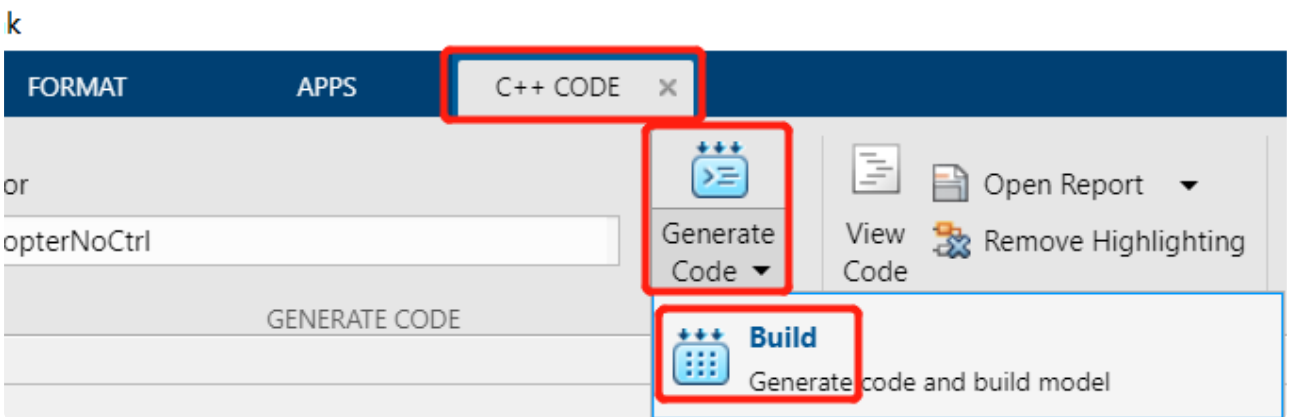 k
FORMAT APPS C++ CODE ×
or
opterNoCtrl
Generate
Code
View
Code
Open Report
Remove Highlighting
GENERATE CODE
Build
Generate code and build model